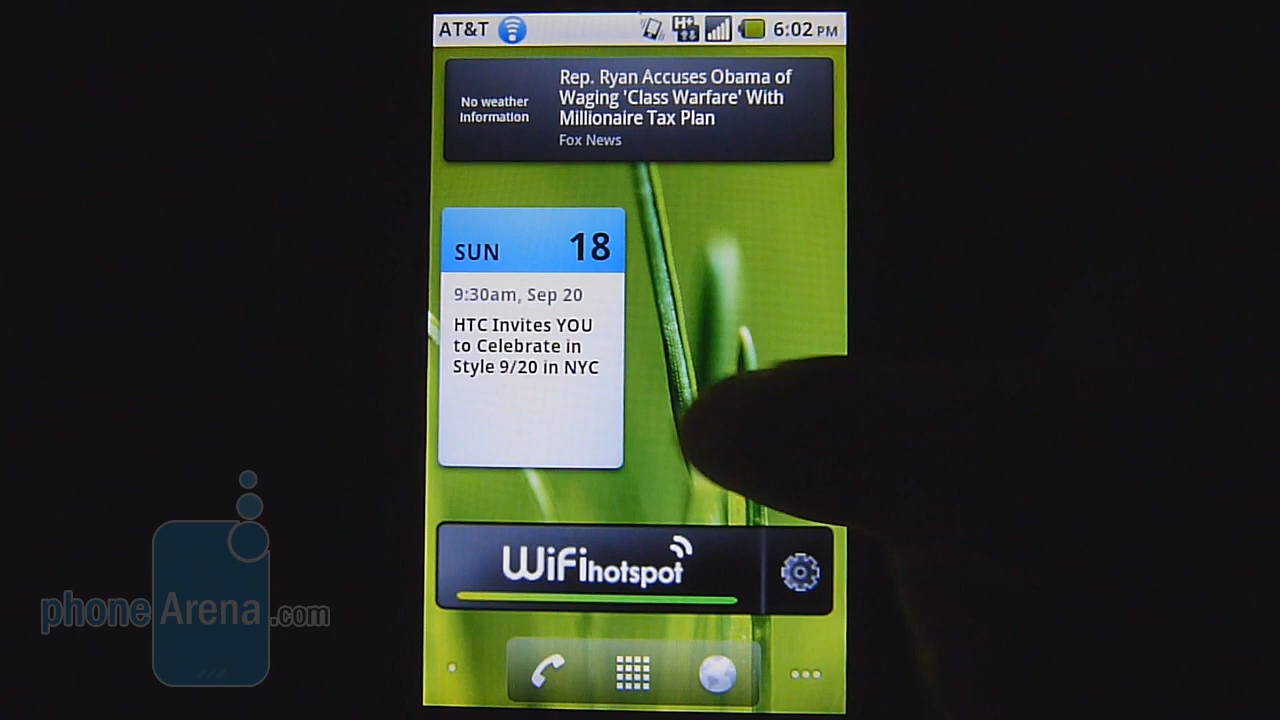 AT&T
H+
6:02 PM
No weather
Information
Rep. Ryan Accuses Obama of
Waging 'Class Warfare' With
Millionaire Tax Plan
Fox News
SUN 18
9:30am, Sep 20
HTC Invites YOU
to Celebrate in
Style 9/20 in NYC
WiFi hotspot
phoneArena.com